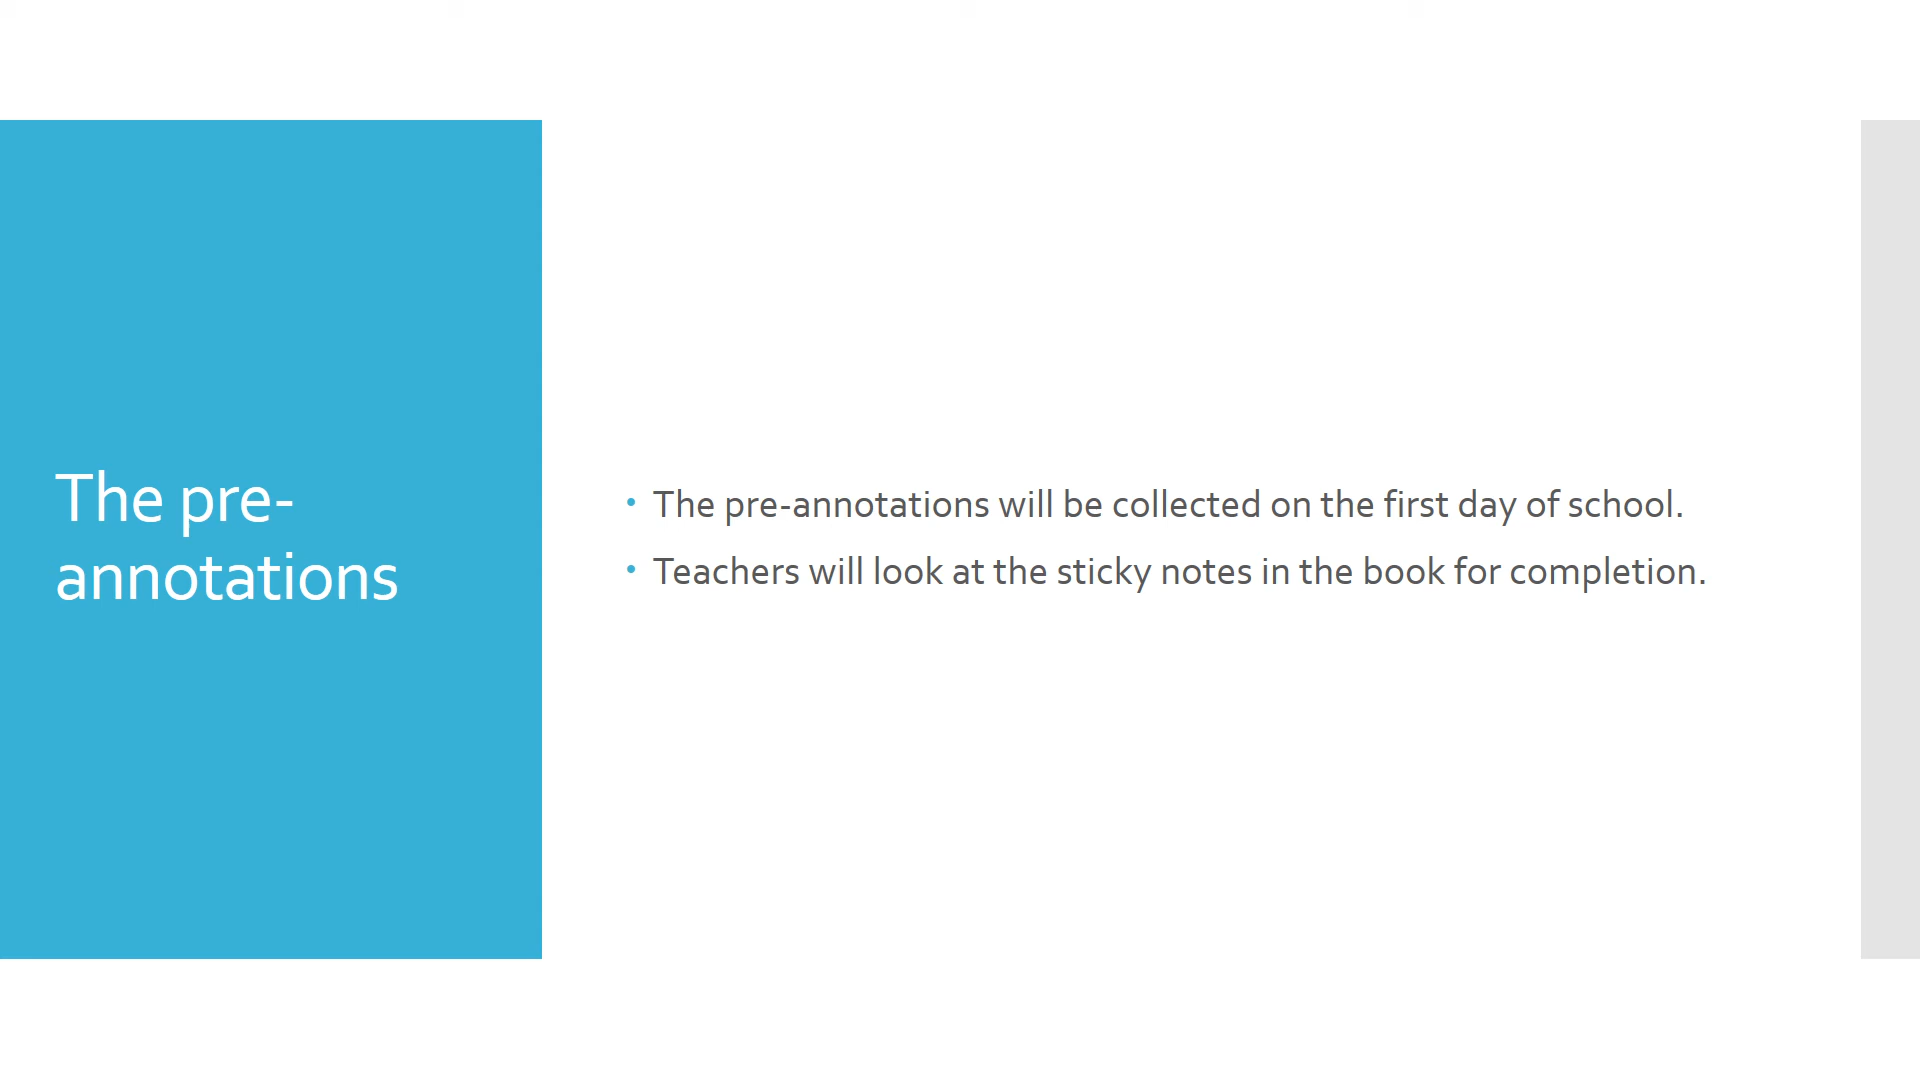 The pre-
annotations
• The pre-annotations will be collected on the first day of school.
• Teachers will look at the sticky notes in the book for completion.